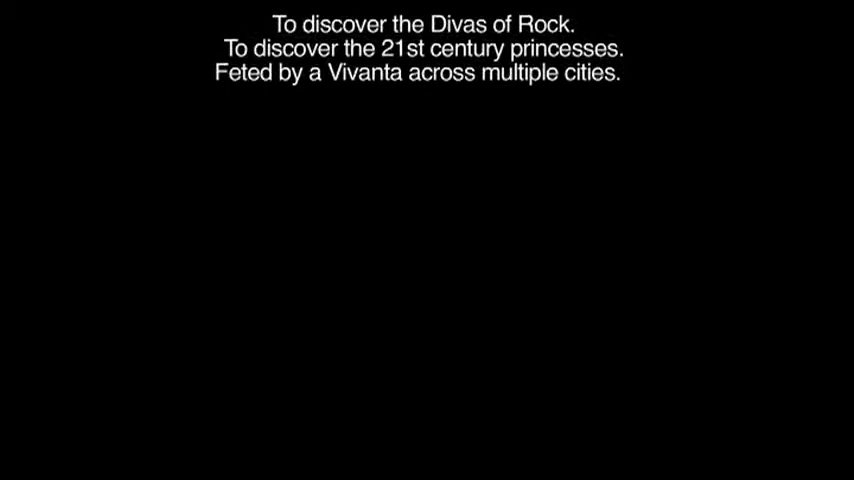 To discover the Divas of Rock.
To discover the 21st century princesses.
Feted by a Vivanta across multiple cities.